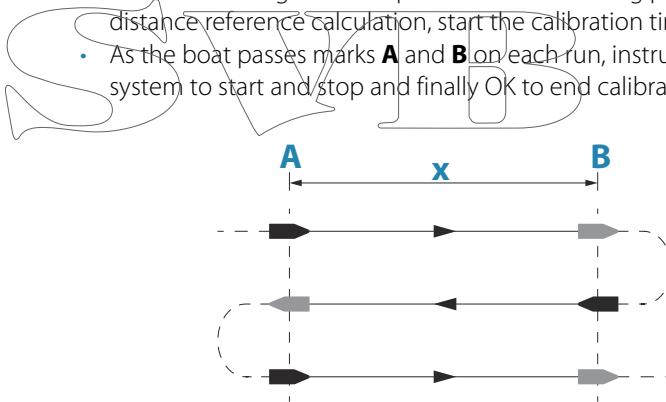 distance reference calculation, start the calibration tim
• As the boat passes marks A and B on each run, instru
system to start and stop and finally OK to end calibra
SVB
A x B